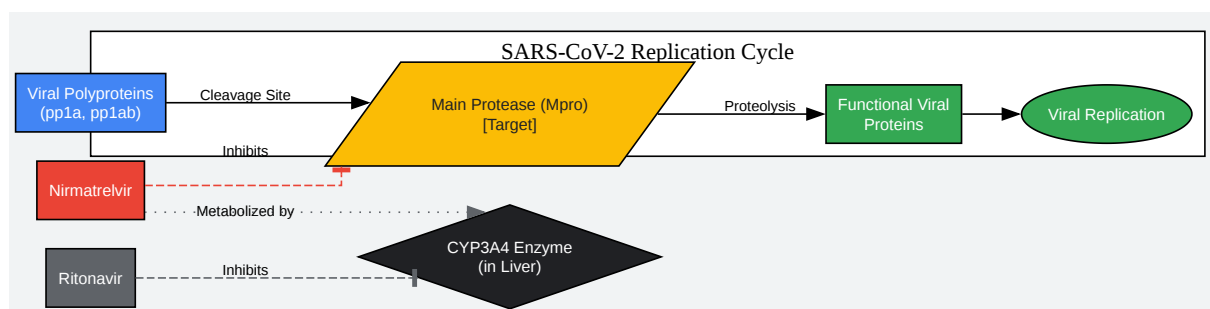 SARS-CoV-2 Replication Cycle
Viral Polyproteins
(pp1a, pp1ab)
Cleavage Site
Main Protease (Mpro)
[Target]
Proteolysis
Functional Viral
Proteins
Viral Replication
Inhibits
Nirmatrelvir
Metabolized by
CYP3A4 Enzyme
(in Liver)
Ritonavir
Inhibits